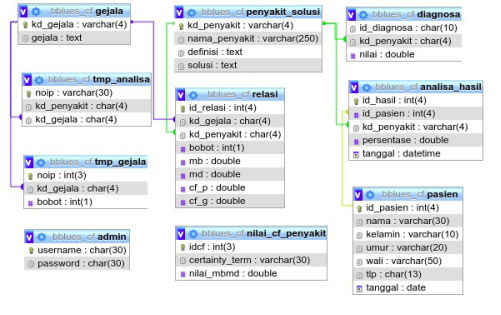 bblues_cf gejala
kd_gejala : varchar(4)
gejala : text
bblues_cf tmp_analisa
noip : varchar(30)
kd_penyakit : char(4)
kd_gejala : char(4)
bblues_cf tmp_gejala
noip : int(3)
kd_gejala : char(4)
bobot : int(1)
bblues_cf admin
username : char(30)
password : char(30)
bblues_cf penyakit_solusi
kd_penyakit : varchar(4)
nama_penyakit : varchar(250)
definisi : text
solusi : text
bblues_cf relasi
id_relasi : int(4)
kd_gejala : char(4)
kd_penyakit : char(4)
bobot : int(1)
mb : double
md : double
cf_p : double
cf_g : double
bblues_cf nilai_cf_penyakit
idcf : int(3)
certainty_term : varchar(30)
nilai_mbmd : double
bblues_cf diagnosa
id_diagnosa : char(10)
kd_penyakit : char(4)
nilai : double
bblues_cf analisa_hasil
id_hasil : int(4)
id_pasien : int(4)
kd_penyakit : varchar(4)
persentase : double
tanggal : datetime
bblues_cf pasien
id_pasien : int(4)
nama : varchar(30)
kelamin : varchar(10)
umur : varchar(20)
wali : varchar(50)
tlp : char(13)
tanggal : date